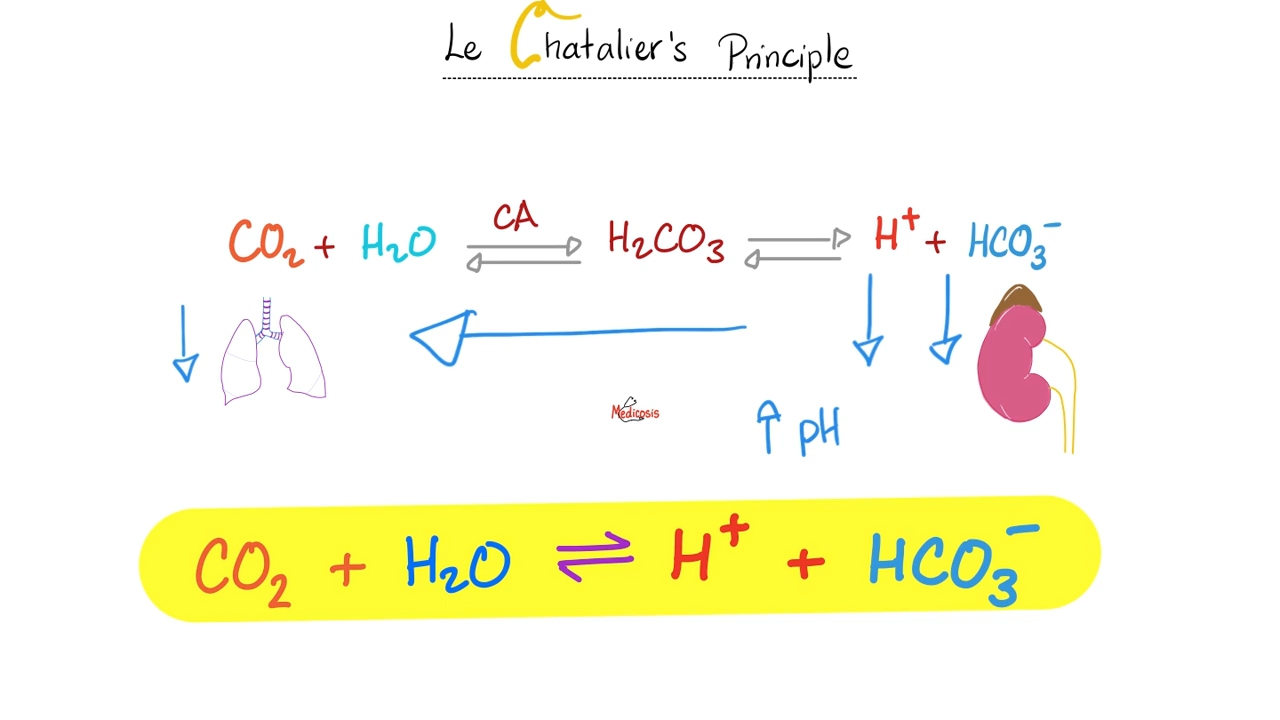 Le Chatalier's Principle
CA
CO₂ + H₂O ⇌ H₂CO₃ ⇌ H⁺ + HCO₃⁻
Medicosis
↑ pH
CO₂ + H₂O ⇌ H⁺ + HCO₃⁻